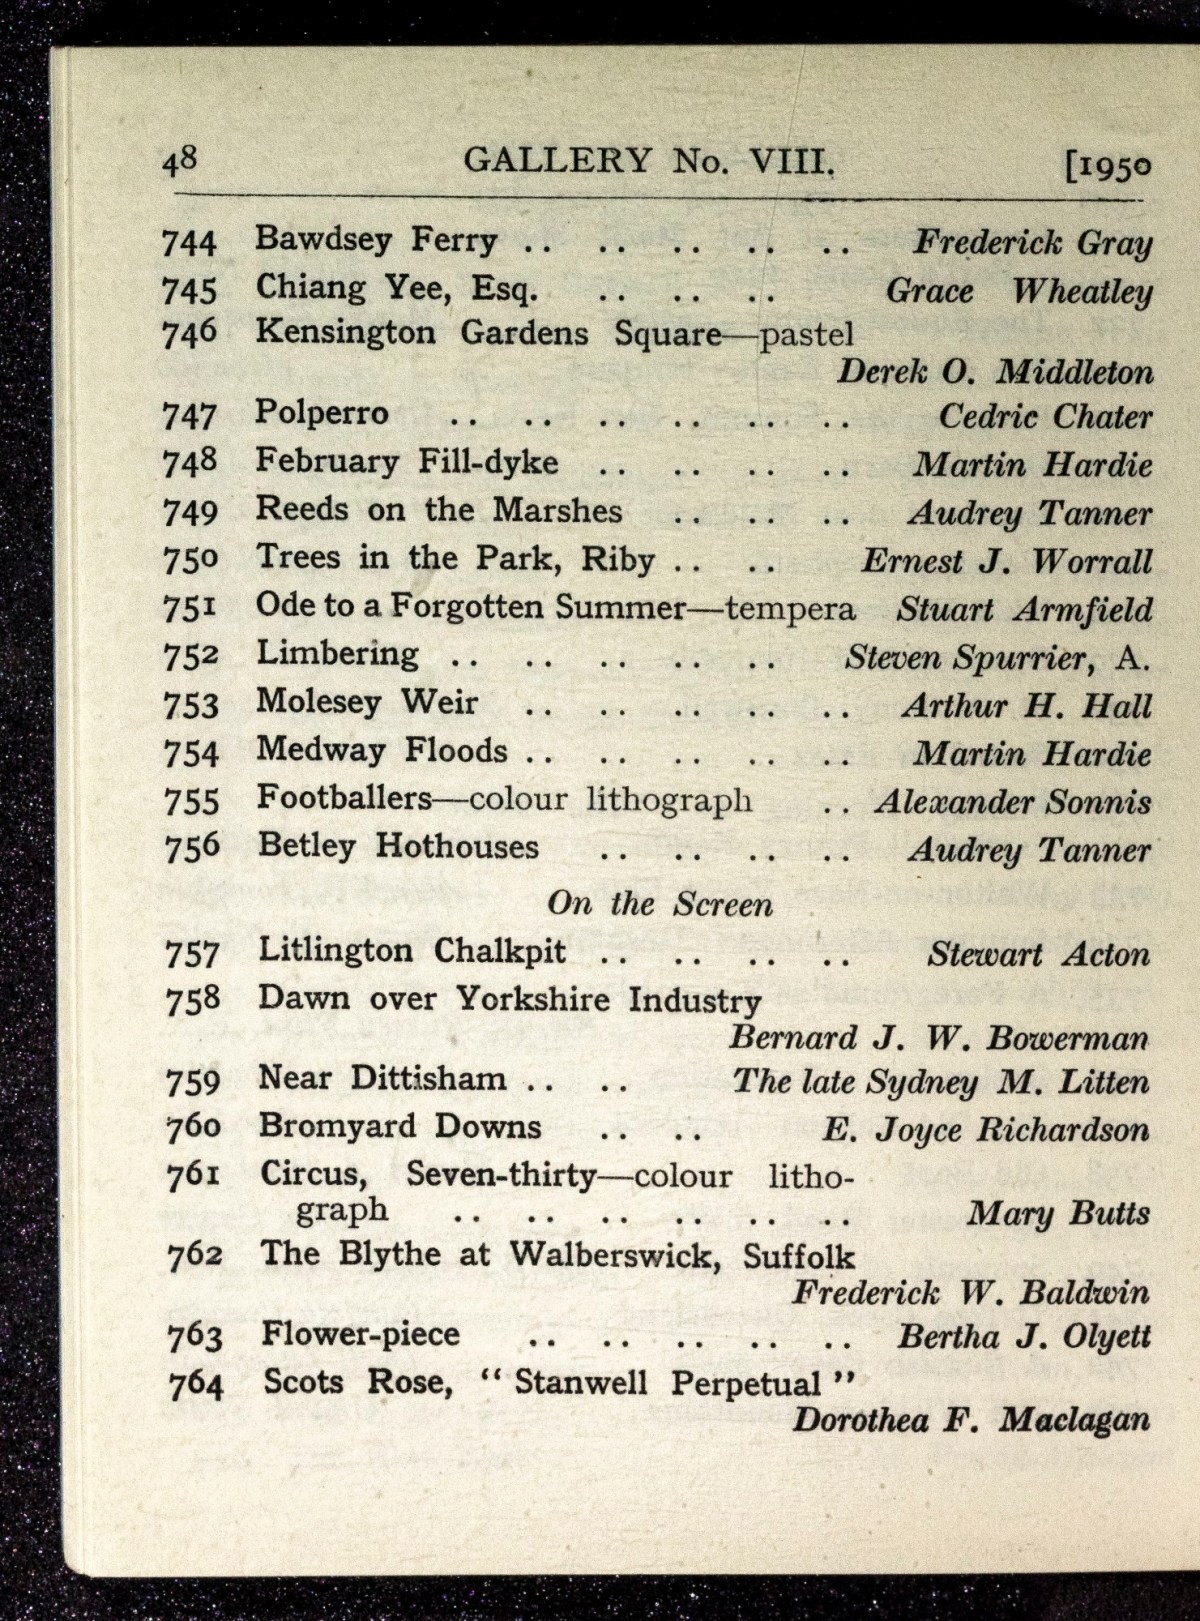 48 GALLERY No. VIII. [1950
744 Bawdsey Ferry .. .. .. .. .. Frederick Gray
745 Chiang Yee, Esq. .. .. .. Grace Wheatley
746 Kensington Gardens Square—pastel
Derek O. Middleton
747 Polperro .. .. .. .. .. .. Cedric Chater
748 February Fill-dyke .. .. .. .. Martin Hardie
749 Reeds on the Marshes .. .. .. Audrey Tanner
750 Trees in the Park, Riby .. .. Ernest J. Worrall
751 Ode to a Forgotten Summer—tempera Stuart Armfield
752 Limbering .. .. .. .. .. Steven Spurrier, A.
753 Molesey Weir .. .. .. .. .. Arthur H. Hall
754 Medway Floods .. .. .. .. .. Martin Hardie
755 Footballers—colour lithograph .. Alexander Sonnis
756 Betley Hothouses .. .. .. .. Audrey Tanner
On the Screen
757 Litlington Chalkpit .. .. .. .. Stewart Acton
758 Dawn over Yorkshire Industry
Bernard J. W. Bowerman
759 Near Dittisham .. .. The late Sydney M. Litten
760 Bromyard Downs .. .. E. Joyce Richardson
761 Circus, Seven-thirty—colour litho-
graph .. .. .. .. .. .. Mary Butts
762 The Blythe at Walberswick, Suffolk
Frederick W. Baldwin
763 Flower-piece .. .. .. .. .. Bertha J. Olyett
764 Scots Rose, “ Stanwell Perpetual ”
Dorothea F. Maclagan